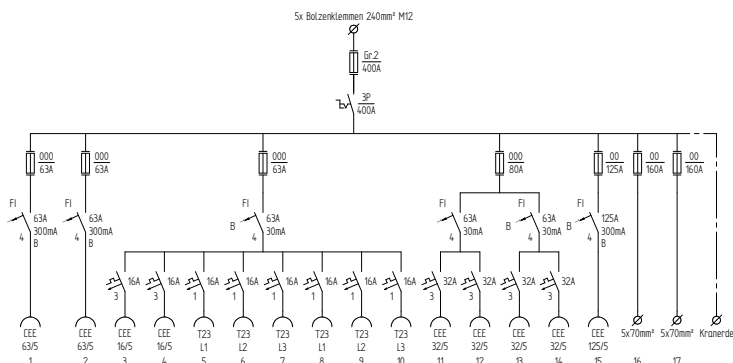 5x Bolzenklemmen 240mm² M12
Gr.2
400A
3P
400A
000
63A
000
63A
000
63A
000
80A
00
125A
00
160A
00
160A
FI
63A
300mA
4
B
FI
63A
300mA
4
B
FI
63A
B
30mA
4
FI
63A
30mA
4
FI
63A
B
30mA
4
FI
125A
300mA
4
B
16A
3
16A
3
16A
1
16A
1
16A
1
16A
1
16A
1
16A
1
32A
3
32A
3
32A
3
32A
3
CEE
63/5
1
CEE
63/5
2
CEE
16/5
3
CEE
16/5
4
T23
L1
5
T23
L2
6
T23
L3
7
T23
L1
8
T23
L2
9
T23
L3
10
CEE
32/5
11
CEE
32/5
12
CEE
32/5
13
CEE
32/5
14
CEE
125/5
15
5x70mm²
16
5x70mm²
17
Kranerde